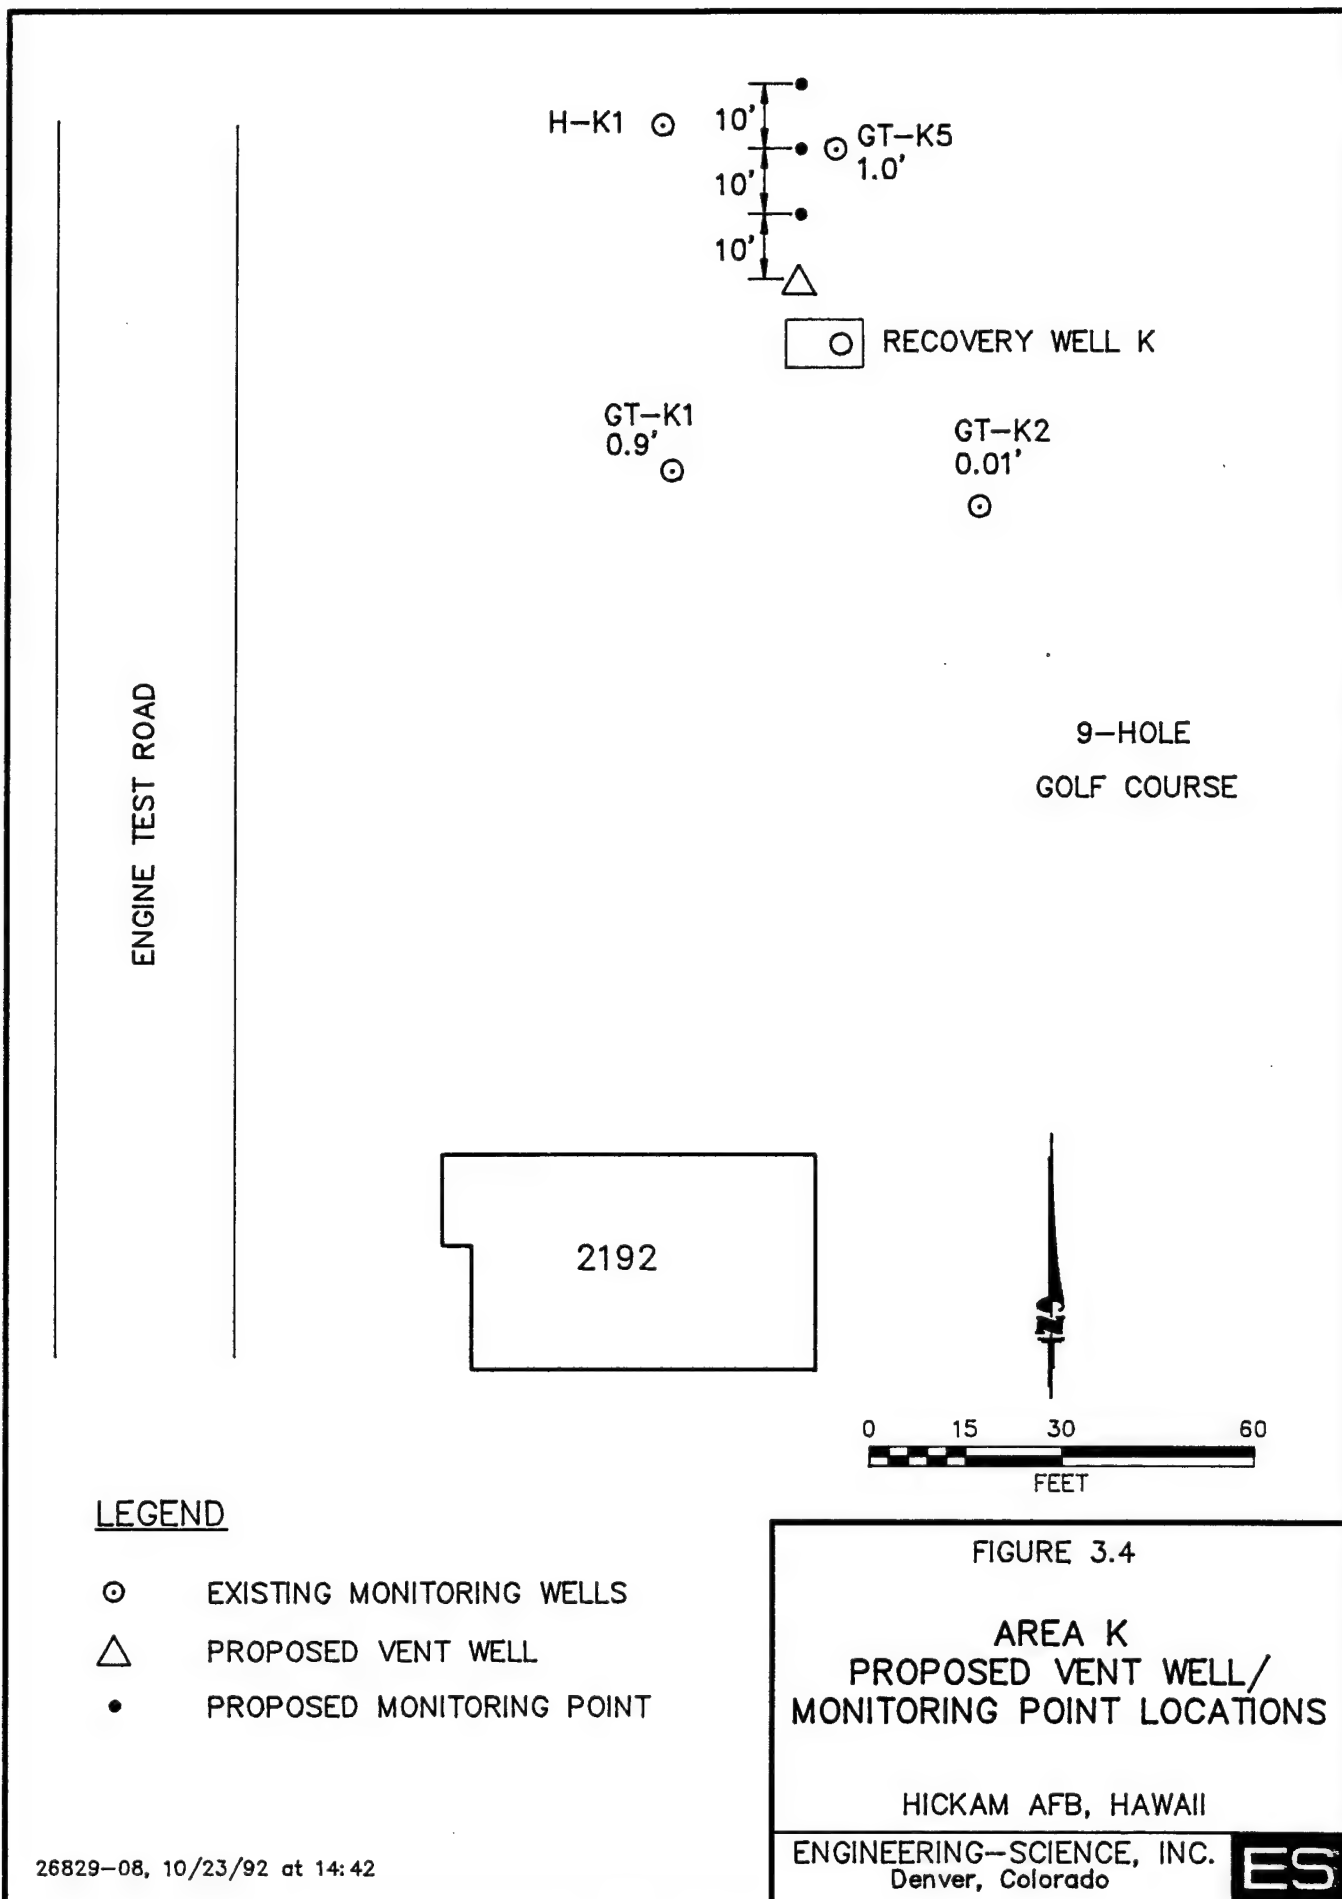 H-K1
10'
10'
10'
GT-K5
1.0'
RECOVERY WELL K
GT-K1
0.9'
GT-K2
0.01'
ENGINE TEST ROAD
9-HOLE
GOLF COURSE
2192
N
0 15 30 60
FEET
LEGEND
EXISTING MONITORING WELLS
PROPOSED VENT WELL
PROPOSED MONITORING POINT
FIGURE 3.4
AREA K
PROPOSED VENT WELL/
MONITORING POINT LOCATIONS
HICKAM AFB, HAWAII
ENGINEERING-SCIENCE, INC.
Denver, Colorado
ES
26829-08, 10/23/92 at 14:42